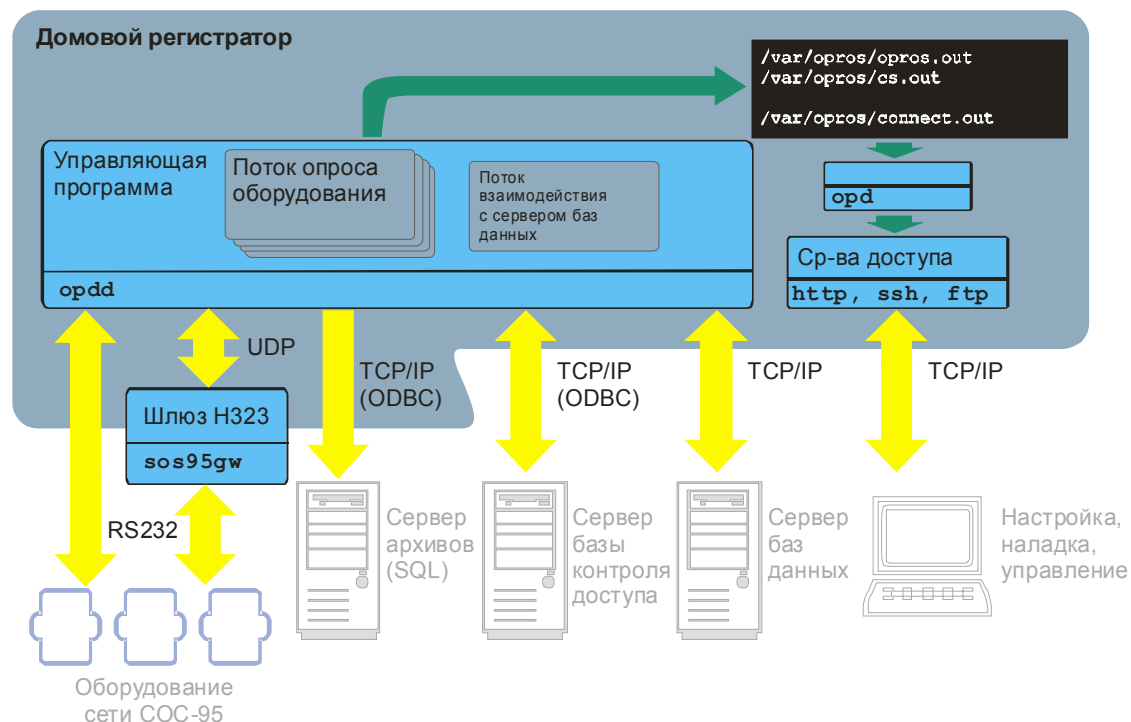 Домовой регистратор
/var/opros/opros.out
/var/opros/cs.out
/var/opros/connect.out
Управляющая
программа
Поток опроса
оборудования
Поток
взаимодействия
с сервером баз
данных
opdd
opd
Ср-ва доступа
http, ssh, ftp
UDP
TCP/IP
(ODBC)
TCP/IP
(ODBC)
TCP/IP
TCP/IP
Шлюз H323
sos95gw
RS232
Сервер
архивов
(SQL)
Сервер
базы
контроля
доступа
Сервер
баз
данных
Настройка,
наладка,
управление
Оборудование
сети СОС-95